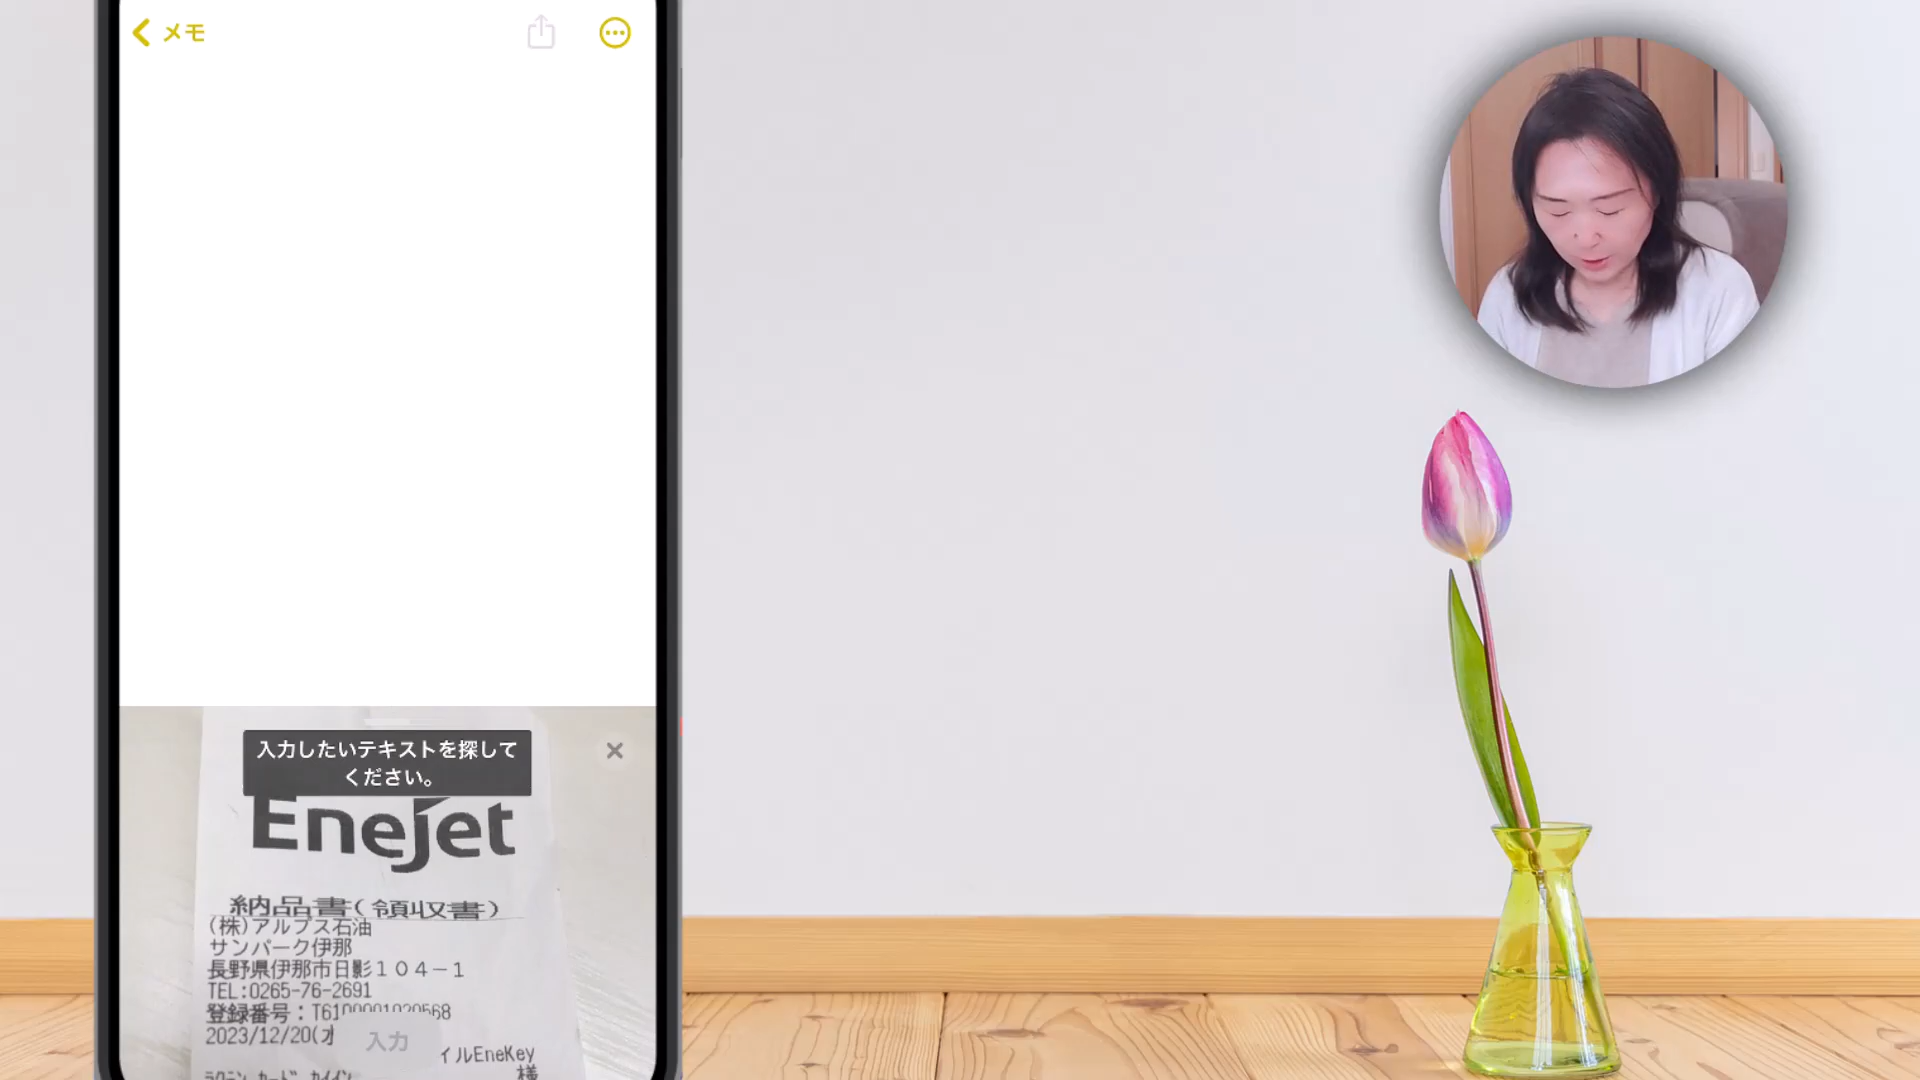 メモ
入力したいテキストを探して
ください。
Enejet
納品書(領収書)
(株)アルプス石油
サンパーク伊那
長野県伊那市日影104-1
TEL:0265-76-2691
登録番号:T6100001020568
2023/12/20(
入力
イルEneKey
様